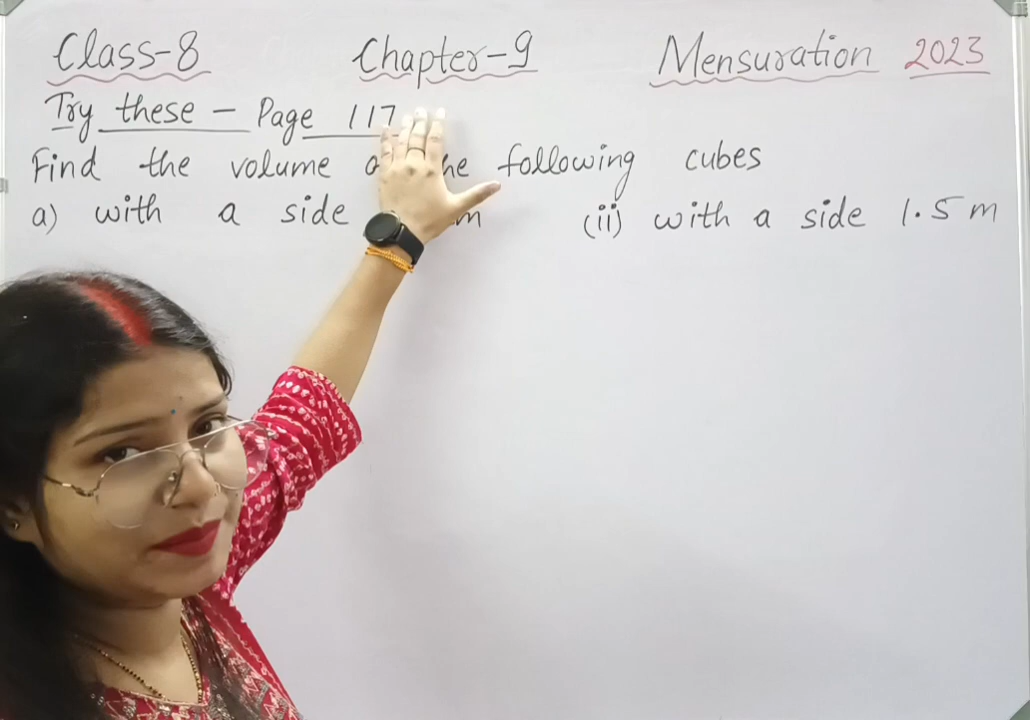 Class-8 Chapter-9 Mensuration 2023
Try these - Page 117
Find the volume he following cubes
a) with a side m (ii) with a side 1.5 m